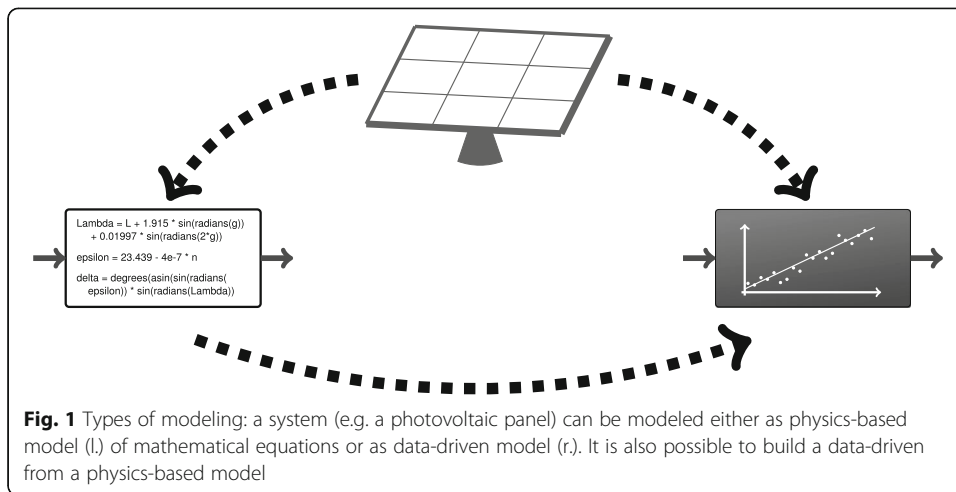 Lambda = L + 1.915 * sin(radians(g))
+ 0.01997 * sin(radians(2*g))
epsilon = 23.439 - 4e-7 * n
delta = degrees(asin(sin(radians(
epsilon)) * sin(radians(Lambda))
Fig. 1 Types of modeling: a system (e.g. a photovoltaic panel) can be modeled either as physics-based
model (l.) of mathematical equations or as data-driven model (r.). It is also possible to build a data-driven
from a physics-based model